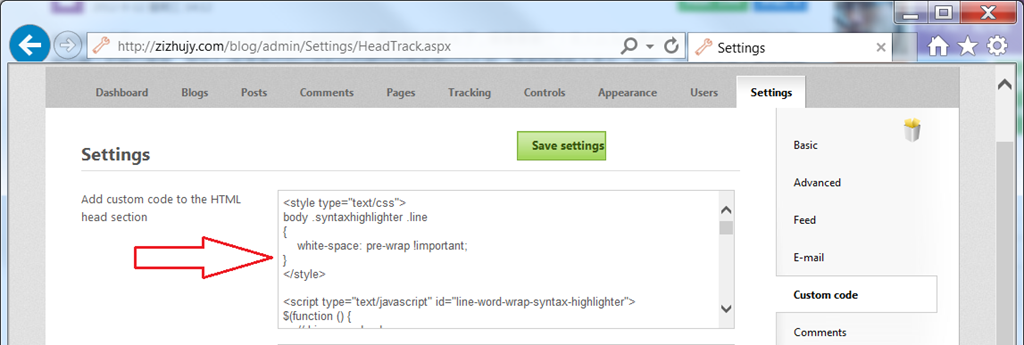 http://zizhujy.com/blog/admin/Settings/HeadTrack.aspx
Settings
Dashboard Blogs Posts Comments Pages Tracking Controls Appearance Users Settings
Settings
Save settings
Basic
Advanced
Feed
E-mail
Custom code
Comments
Add custom code to the HTML
head section
<style type="text/css">
body .syntaxhighlighter .line
{
white-space: pre-wrap !important;
}
</style>
<script type="text/javascript" id="line-word-wrap-syntax-highlighter">
$(function () {